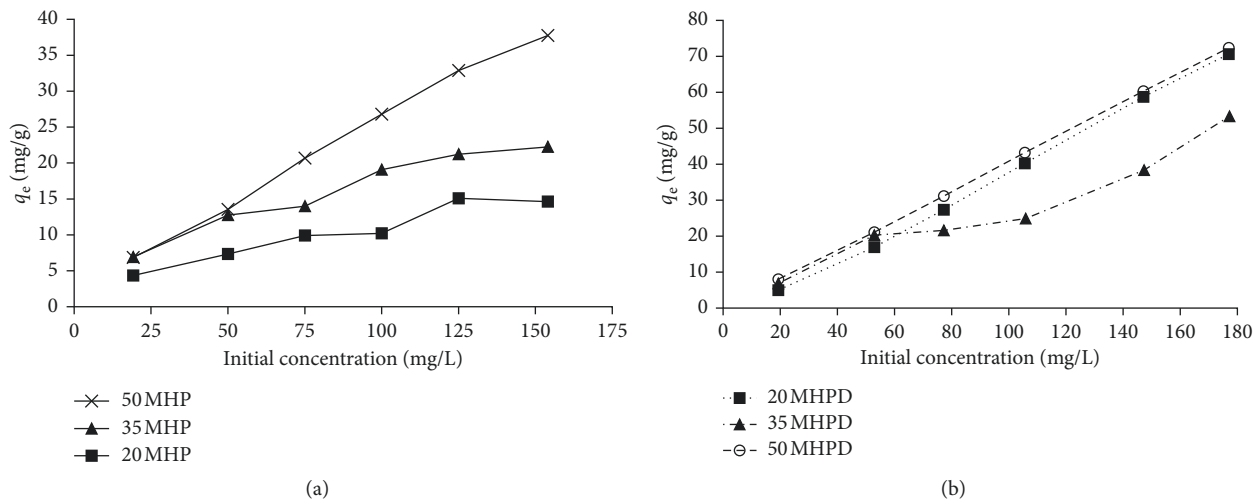 40
35
30
25
20
15
10
5
0
qe (mg/g)
0 25 50 75 100 125 150 175
Initial concentration (mg/L)
50 MHP
35 MHP
20 MHP
(a)
80
70
60
50
40
30
20
10
0
qe (mg/g)
0 20 40 60 80 100 120 140 160 180
Initial concentration (mg/L)
20 MHPD
35 MHPD
50 MHPD
(b)